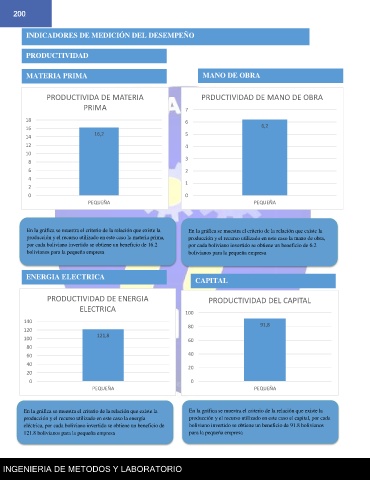 200
INDICADORES DE MEDICIÓN DEL DESEMPEÑO
PRODUCTIVIDAD
MATERIA PRIMA
MANO DE OBRA
PRODUCTIVIDA DE MATERIA
PRIMA
18
16
14
12
10
8
6
4
2
0
16,2
PEQUEÑA
PRDUCTIVIDAD DE MANO DE OBRA
7
6
5
4
3
2
1
0
6,2
PEQUEÑA
En la gráfica se muestra el criterio de la relación que existe la
producción y el recurso utilizado en este caso la materia prima,
por cada boliviano invertido se obtiene un beneficio de 16.2
bolivianos para la pequeña empresa
En la gráfica se muestra el criterio de la relación que existe la
producción y el recurso utilizado en este caso la mano de obra,
por cada boliviano invertido se obtiene un beneficio de 6.2
bolivianos para la pequeña empresa
ENERGIA ELECTRICA
CAPITAL
PRODUCTIVIDAD DE ENERGIA
ELECTRICA
140
120
100
80
60
40
20
0
121,8
PEQUEÑA
PRODUCTIVIDAD DEL CAPITAL
100
80
60
40
20
0
91,8
PEQUEÑA
En la gráfica se muestra el criterio de la relación que existe la
producción y el recurso utilizado en este caso la energía
eléctrica, por cada boliviano invertido se obtiene un beneficio de
121.8 bolivianos para la pequeña empresa.
En la gráfica se muestra el criterio de la relación que existe la
producción y el recurso utilizado en este caso el capital, por cada
boliviano invertido se obtiene un beneficio de 91.8 bolivianos
para la pequeña empresa
INGENIERIA DE METODOS Y LABORATORIO